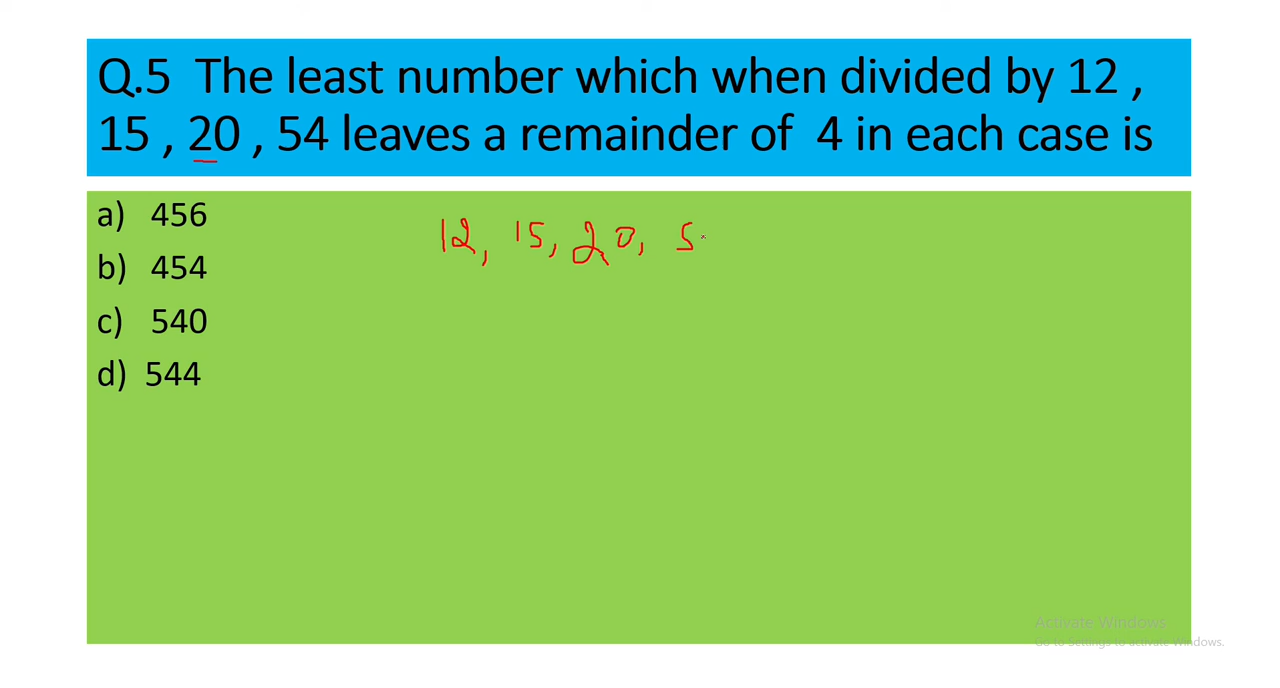 Q.5 The least number which when divided by 12 ,
15 , 20 , 54 leaves a remainder of 4 in each case is
a) 456
12, 15, 20, 5
b) 454
c) 540
d) 544
Activate Windows
Go to Settings to activate Windows.